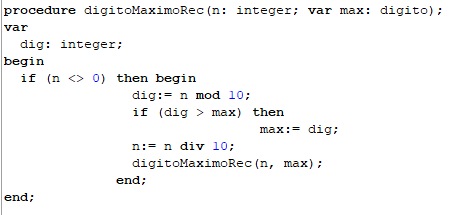 procedure digitoMaximoRec(n: integer; var max: digito);
var
  dig: integer;
begin
  if (n <> 0) then begin
               dig:= n mod 10;
               if (dig > max) then
                              max:= dig;
               n:= n div 10;
               digitoMaximoRec(n, max);
             end;
end;